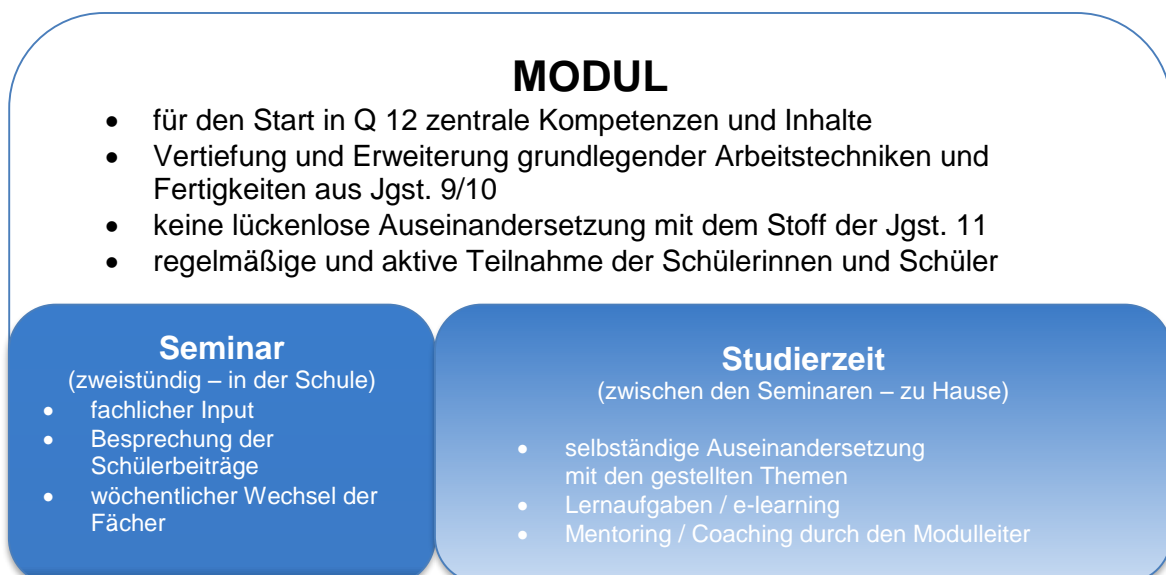 MODUL
• für den Start in Q 12 zentrale Kompetenzen und Inhalte
• Vertiefung und Erweiterung grundlegender Arbeitstechniken und
Fertigkeiten aus Jgst. 9/10
• keine lückenlose Auseinandersetzung mit dem Stoff der Jgst. 11
• regelmäßige und aktive Teilnahme der Schülerinnen und Schüler
Seminar
(zweistündig – in der Schule)
• fachlicher Input
• Besprechung der
Schülerbeiträge
• wöchentlicher Wechsel der
Fächer
Studierzeit
(zwischen den Seminaren – zu Hause)
• selbständige Auseinandersetzung
mit den gestellten Themen
• Lernaufgaben / e-learning
• Mentoring / Coaching durch den Modulleiter